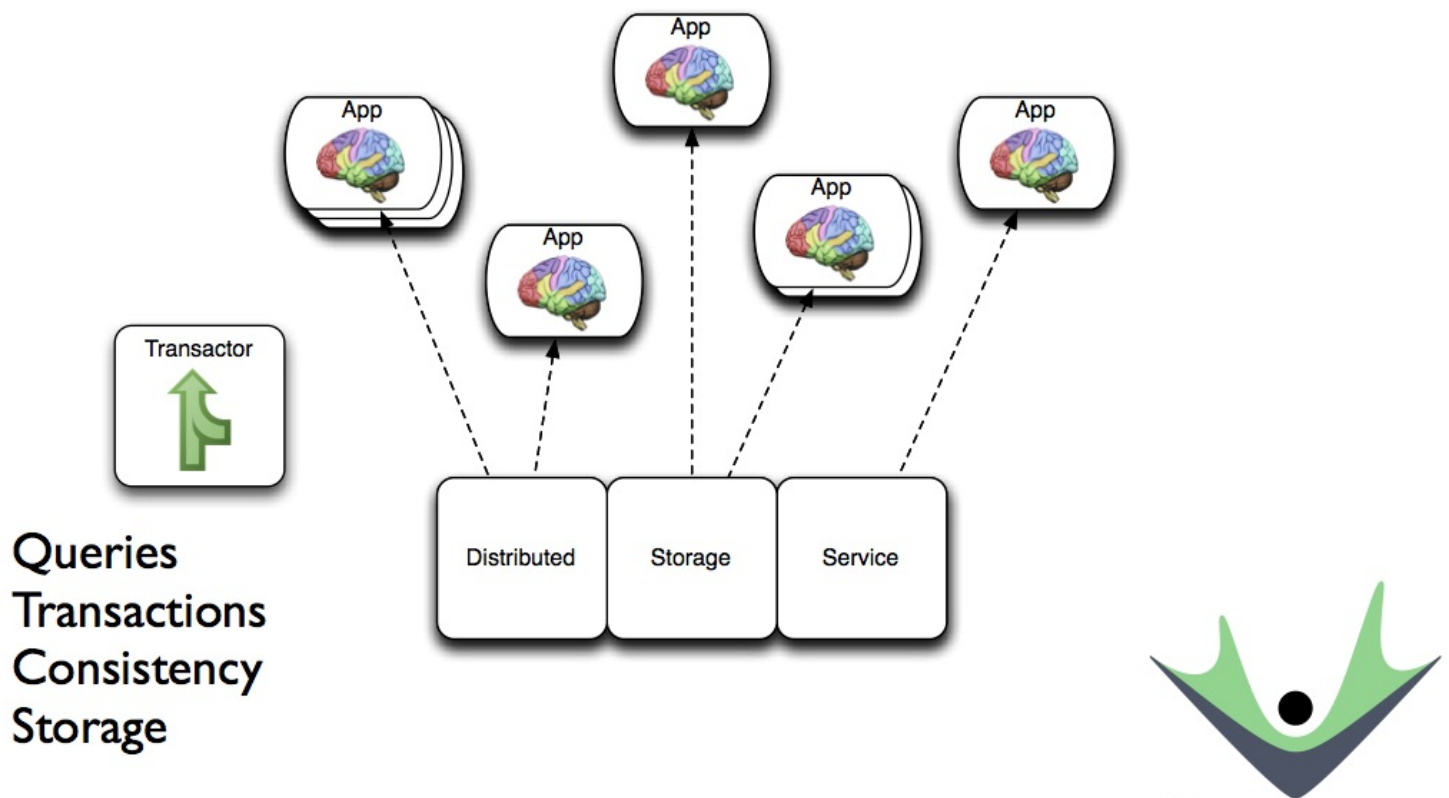 App
App
App
App
App
Transactor
Distributed
Storage
Service
Queries
Transactions
Consistency
Storage